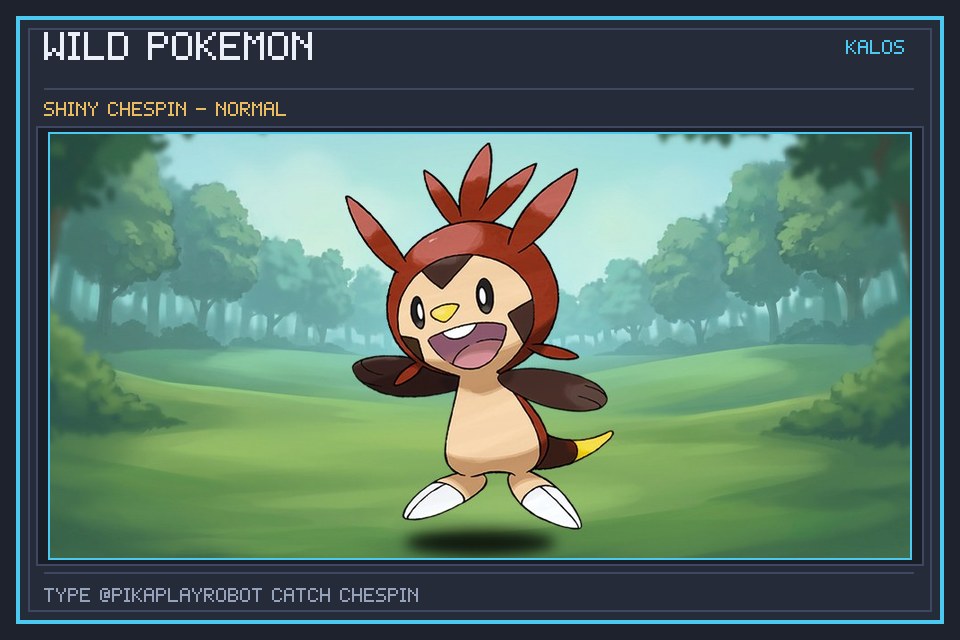 WILD POKEMON
KALOS
SHINY CHESPIN - NORMAL
TYPE @PIKAPLAYROBOT CATCH CHESPIN